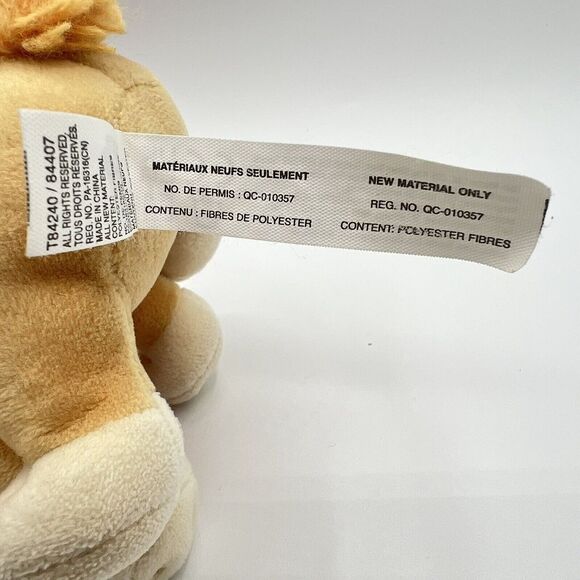 T84240 / 84407
ALL RIGHTS RESERVED.
TOUS DROITS RÉSERVÉS.
REG. NO. PA-16316(CN)
MADE IN CHINA
ALL NEW MATERIAL
MATÉRIAUX NEUFS SEULEMENT
NO. DE PERMIS : QC-010357
CONTENU : FIBRES DE POLYESTER
NEW MATERIAL ONLY
REG. NO. QC-010357
CONTENT: POLYESTER FIBRES